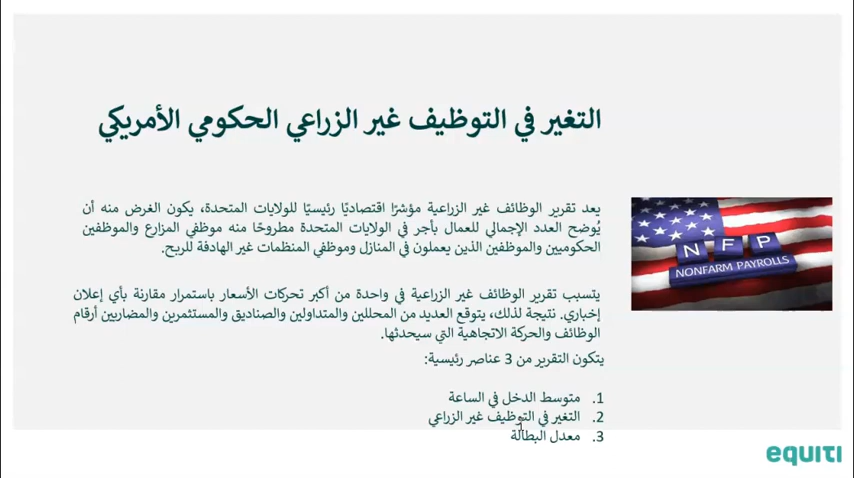 التغير في التوظيف غير الزراعي الحكومي الأمريكي
يعد تقرير الوظائف غير الزراعية مؤشرًا اقتصاديًا رئيسيًا للولايات المتحدة، يكون الغرض منه أن
يُوضح العدد الإجمالي للعمال بأجر في الولايات المتحدة مطروحًا منه موظفي المزارع والموظفين
الحكوميين والموظفين الذين يعملون في المنازل وموظفي المنظمات غير الهادفة للربح.
يتسبب تقرير الوظائف غير الزراعية في واحدة من أكبر تحركات الأسعار باستمرار مقارنة بأي إعلان
إخباري. نتيجة لذلك، يتوقع العديد من المحللين والمتداولين والصناديق والمستثمرين والمضاربين أرقام
الوظائف والحركة الاتجاهية التي سيحدثها.
يتكون التقرير من 3 عناصر رئيسية:
1. متوسط الدخل في الساعة
2. التغير في التوظيف غير الزراعي
3. معدل البطالة
NFP
NONFARM PAYROLLS
equiti